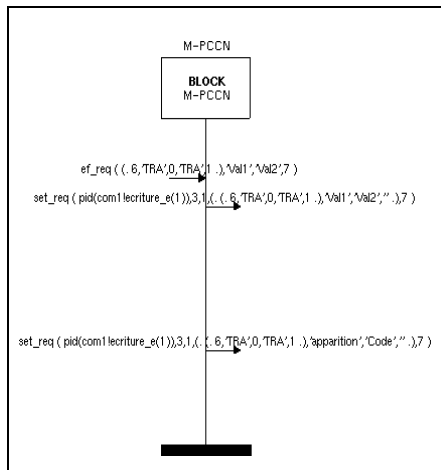 M-PCCN
BLOCK
M-PCCN
ef_req ( (. 6,'TRA',0,'TRA',1 .),'Val1','Val2',7 )
set_req ( pid(com1!ecriture_e(1)),3,1,(. (. 6,'TRA',0,'TRA',1 .),'Val1','Val2','' .),7 )
set_req ( pid(com1!ecriture_e(1)),3,1,(. (. 6,'TRA',0,'TRA',1 .),'apparition','Code','' .),7 )